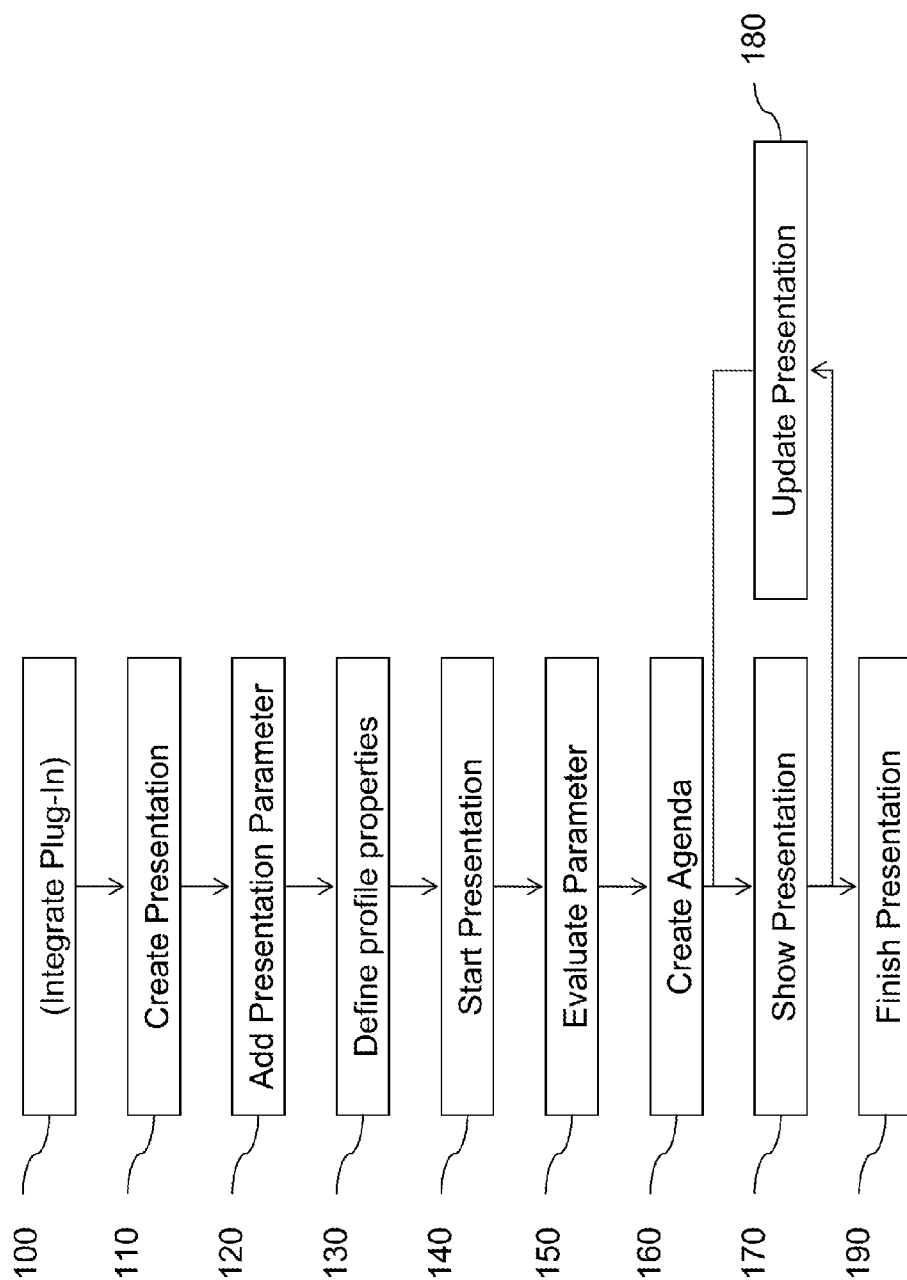 100 (Integrate Plug-In)
110 Create Presentation
120 Add Presentation Parameter
130 Define profile properties
140 Start Presentation
150 Evaluate Parameter
160 Create Agenda
170 Show Presentation
Update Presentation 180
190 Finish Presentation